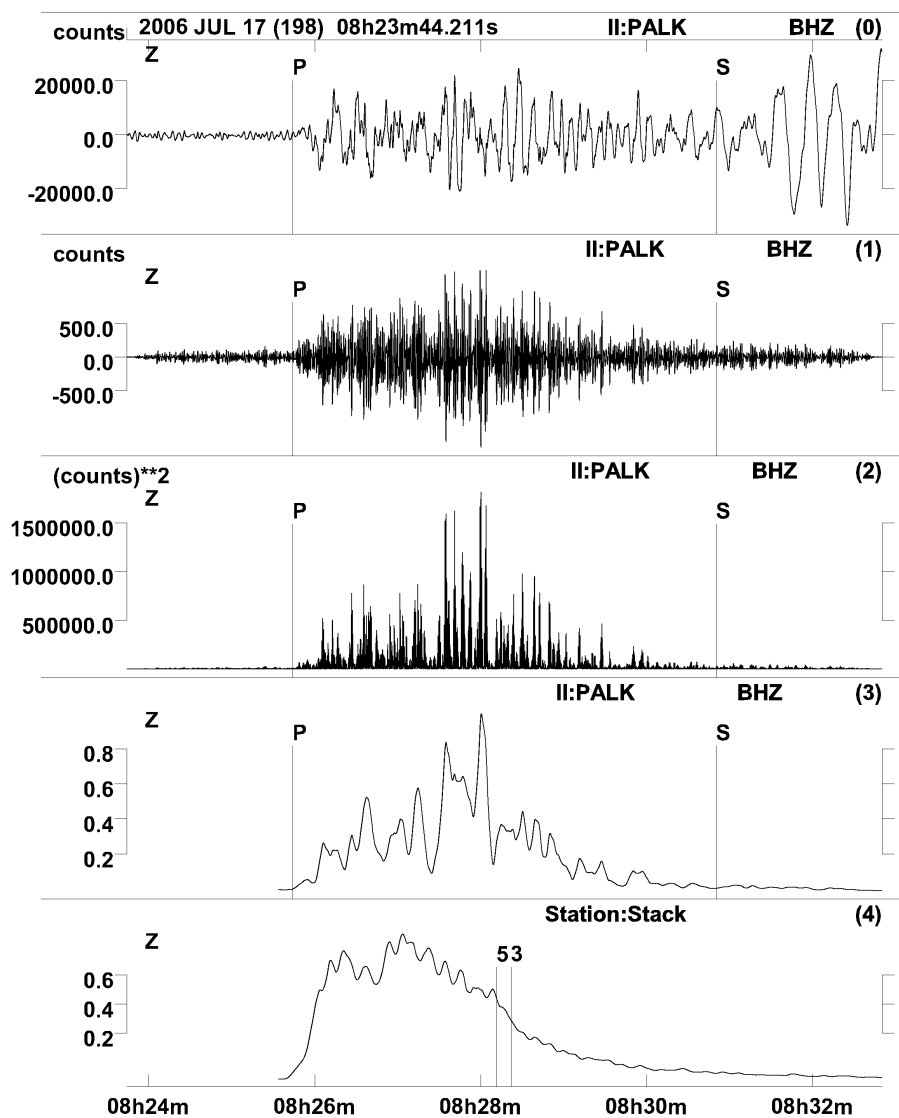 counts 2006 JUL 17 (198) 08h23m44.211s II:PALK BHZ (0)
Z
P S
20000.0
0.0
-20000.0
counts II:PALK BHZ (1)
Z
P S
500.0
0.0
-500.0
(counts)**2 II:PALK BHZ (2)
Z
P S
1500000.0
1000000.0
500000.0
II:PALK BHZ (3)
Z
P S
0.8
0.6
0.4
0.2
Station:Stack (4)
Z
5 3
0.6
0.4
0.2
08h24m 08h26m 08h28m 08h30m 08h32m